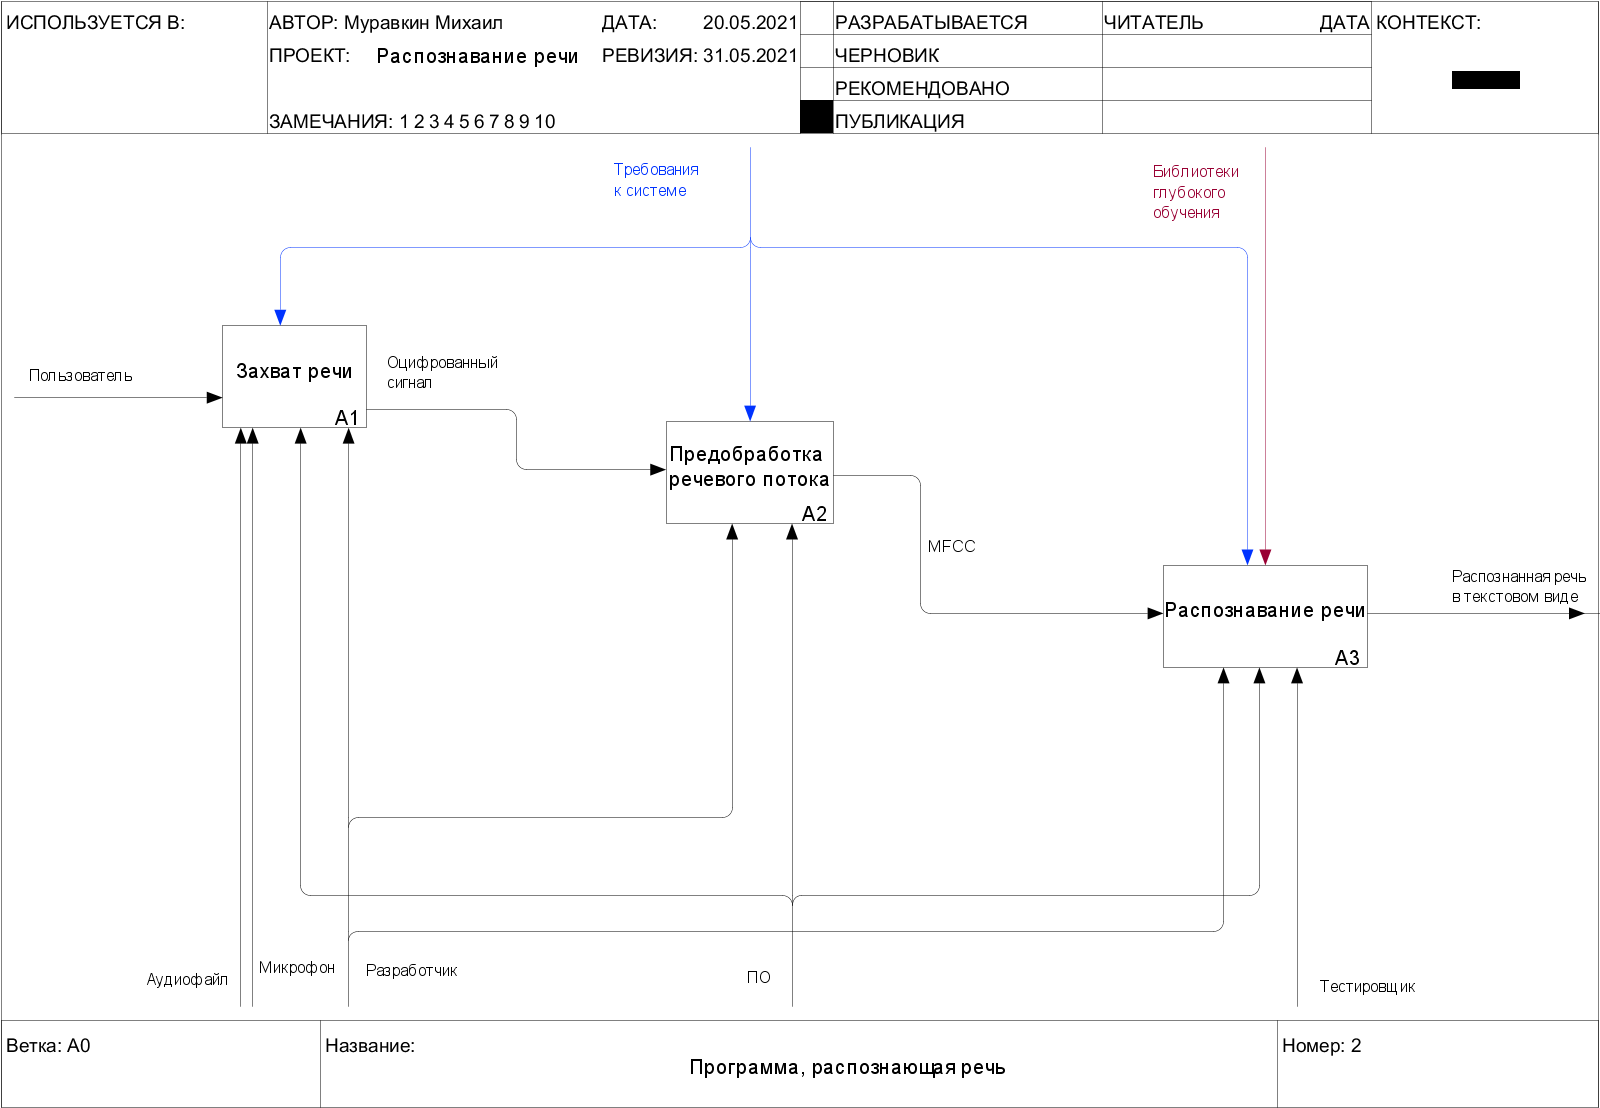 ИСПОЛЬЗУЕТСЯ В:
АВТОР: Муравкин Михаил
ДАТА: 20.05.2021
ПРОЕКТ: Распознавание речи
РЕВИЗИЯ: 31.05.2021
ЗАМЕЧАНИЯ: 1 2 3 4 5 6 7 8 9 10
РАЗРАБАТЫВАЕТСЯ
ЧЕРНОВИК
РЕКОМЕНДОВАНО
ПУБЛИКАЦИЯ
ЧИТАТЕЛЬ
ДАТА
КОНТЕКСТ:
Требования
к системе
Библиотеки
глубокого
обучения
Пользователь
Захват речи
A1
Оцифрованный
сигнал
Предобработка
речевого потока
A2
MFCC
Распознавание речи
A3
Распознанная речь
в текстовом виде
Аудиофайл
Микрофон
Разработчик
ПО
Тестировщик
Ветка: A0
Название:
Программа, распознающая речь
Номер: 2